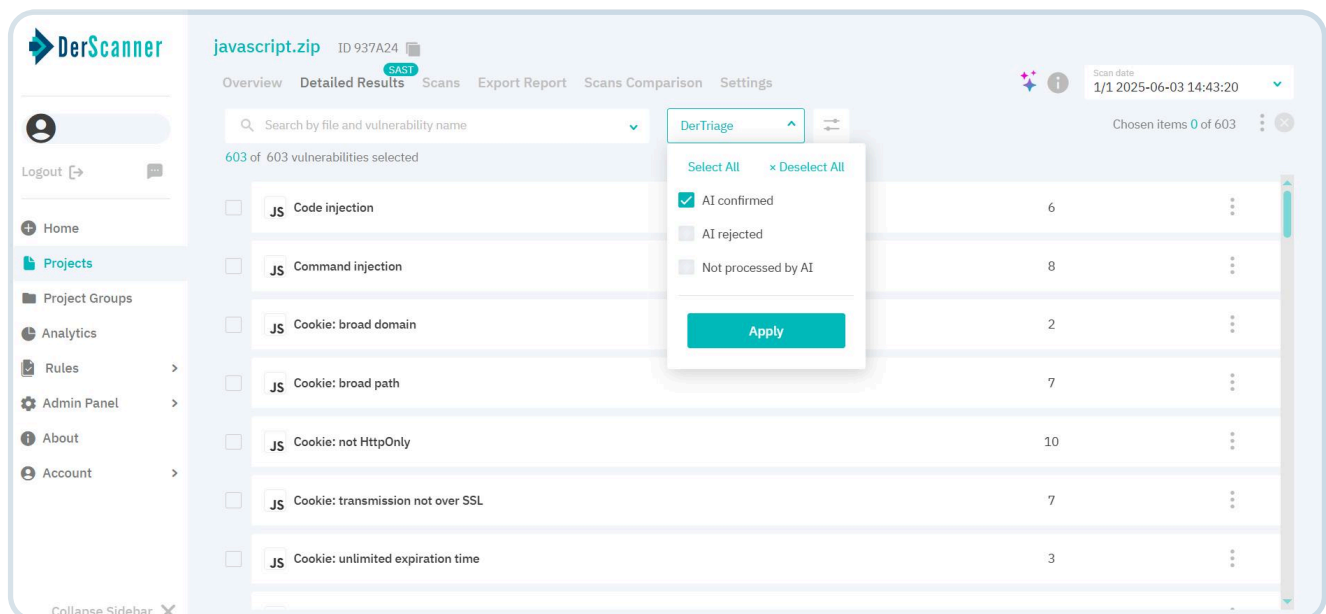 DerScanner
Logout
Home
Projects
Project Groups
Analytics
Rules
Admin Panel
About
Account
Collapse Sidebar
javascript.zip ID 937A24
SAST
Overview Detailed Results Scans Export Report Scans Comparison Settings
Scan date
1/1 2025-06-03 14:43:20
Search by file and vulnerability name
DerTriage
Chosen items 0 of 603
603 of 603 vulnerabilities selected
Select All × Deselect All
AI confirmed
AI rejected
Not processed by AI
Apply
JS Code injection 6
JS Command injection 8
JS Cookie: broad domain 2
JS Cookie: broad path 7
JS Cookie: not HttpOnly 10
JS Cookie: transmission not over SSL 7
JS Cookie: unlimited expiration time 3